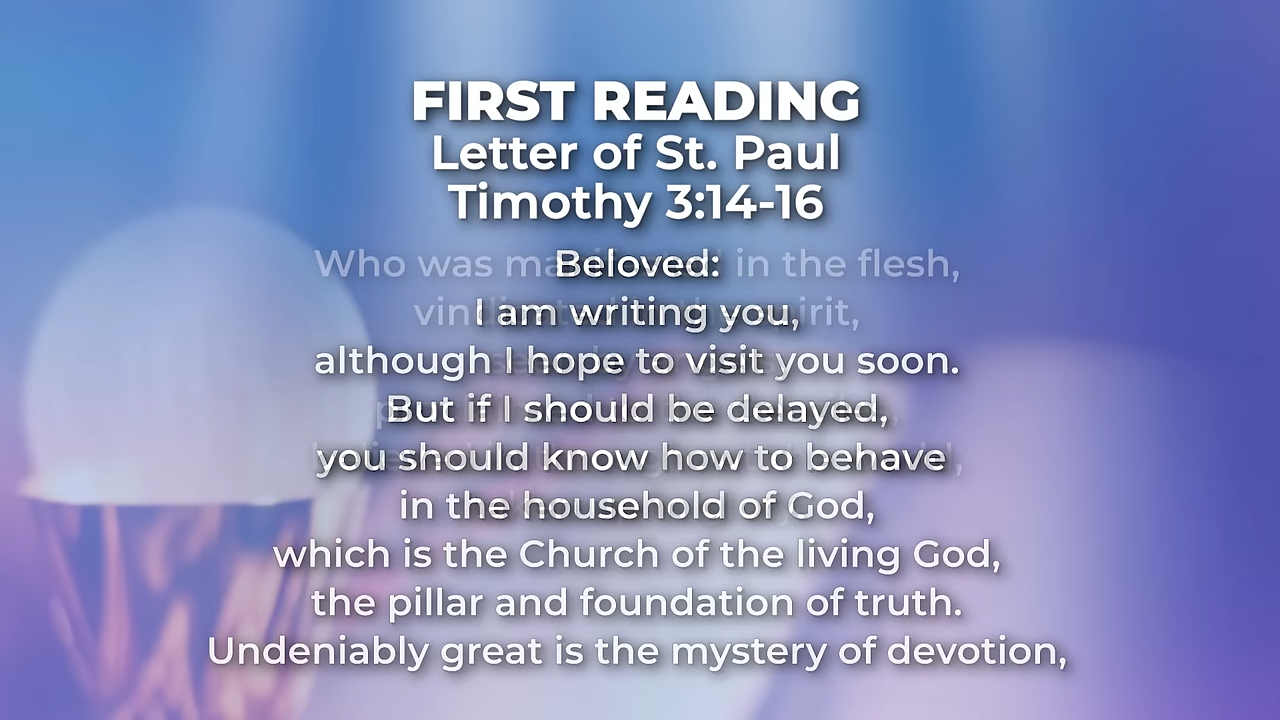 FIRST READING
Letter of St. Paul
Timothy 3:14-16
Beloved:
I am writing you,
although I hope to visit you soon.
But if I should be delayed,
you should know how to behave
in the household of God,
which is the Church of the living God,
the pillar and foundation of truth.
Undeniably great is the mystery of devotion,
Who was in the flesh,